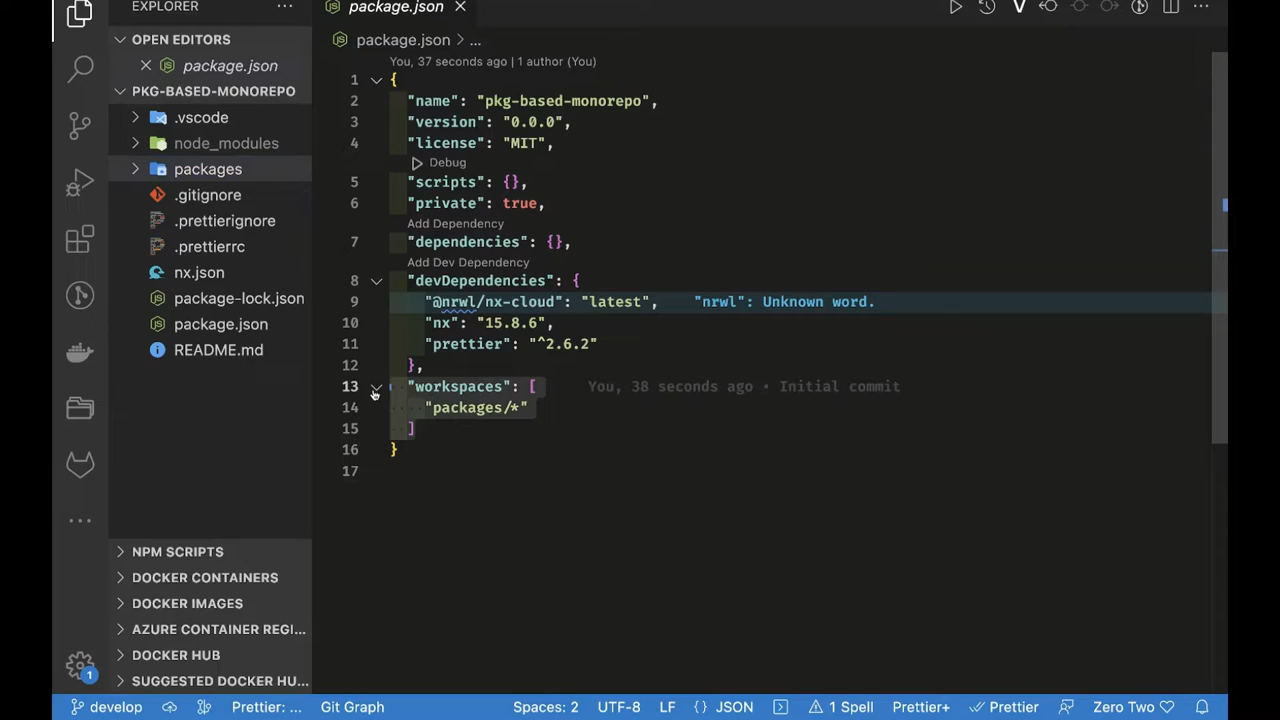 EXPLORER
OPEN EDITORS
package.json
PKG-BASED-MONOREPO
.vscode
node_modules
packages
.gitignore
.prettierignore
.prettierrc
nx.json
package-lock.json
package.json
README.md
NPM SCRIPTS
DOCKER CONTAINERS
DOCKER IMAGES
AZURE CONTAINER REGI...
DOCKER HUB
SUGGESTED DOCKER HU...
package.json
package.json > ...
You, 37 seconds ago | 1 author (You)
1 {
2 "name": "pkg-based-monorepo",
3 "version": "0.0.0",
4 "license": "MIT",
Debug
5 "scripts": {},
6 "private": true,
Add Dependency
7 "dependencies": {},
Add Dev Dependency
8 "devDependencies": {
9 "@nrwl/nx-cloud": "latest", "nrwl": Unknown word.
10 "nx": "15.8.6",
11 "prettier": "^2.6.2"
12 },
13 "workspaces": [ You, 38 seconds ago • Initial commit
14 "packages/*"
15 ]
16 }
17
1
develop Prettier: ... Git Graph Spaces: 2 UTF-8 LF {} JSON 1 Spell Prettier+ Prettier Zero Two